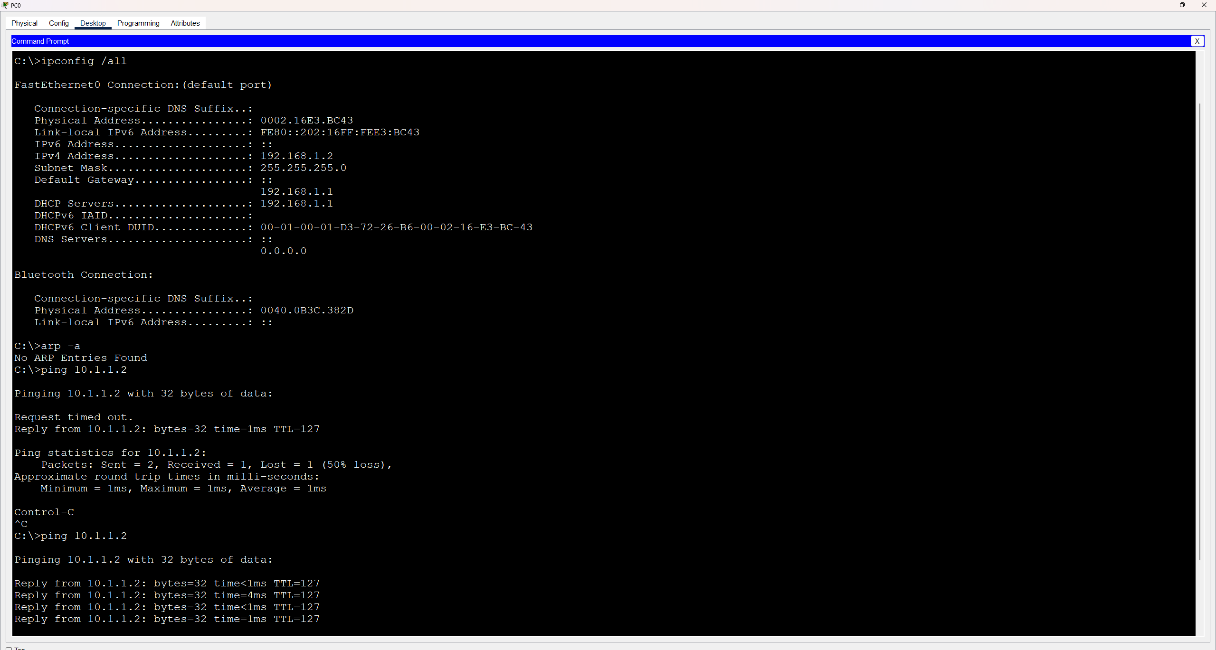 PC0
Physical Config Desktop Programming Attributes
Command Prompt X
C:\>ipconfig /all
FastEthernet0 Connection:(default port)
Connection-specific DNS Suffix..:
Physical Address................: 0002.16E3.BC43
Link-local IPv6 Address.........: FE80::202:16FF:FEE3:BC43
IPv6 Address....................: ::
IPv4 Address....................: 192.168.1.2
Subnet Mask.....................: 255.255.255.0
Default Gateway.................: ::
192.168.1.1
DHCP Servers....................: 192.168.1.1
DHCPv6 IAID.....................:
DHCPv6 Client DUID..............: 00-01-00-01-D3-72-26-B6-00-02-16-E3-BC-43
DNS Servers.....................: ::
0.0.0.0
Bluetooth Connection:
Connection-specific DNS Suffix..:
Physical Address................: 0040.0B3C.382D
Link-local IPv6 Address.........: ::
C:\>arp -a
No ARP Entries Found
C:\>ping 10.1.1.2
Pinging 10.1.1.2 with 32 bytes of data:
Request timed out.
Reply from 10.1.1.2: bytes=32 time=1ms TTL=127
Ping statistics for 10.1.1.2:
Packets: Sent = 2, Received = 1, Lost = 1 (50% loss),
Approximate round trip times in milli-seconds:
Minimum = 1ms, Maximum = 1ms, Average = 1ms
Control-C
^C
C:\>ping 10.1.1.2
Pinging 10.1.1.2 with 32 bytes of data:
Reply from 10.1.1.2: bytes=32 time<1ms TTL=127
Reply from 10.1.1.2: bytes=32 time=4ms TTL=127
Reply from 10.1.1.2: bytes=32 time<1ms TTL=127
Reply from 10.1.1.2: bytes=32 time=1ms TTL=127